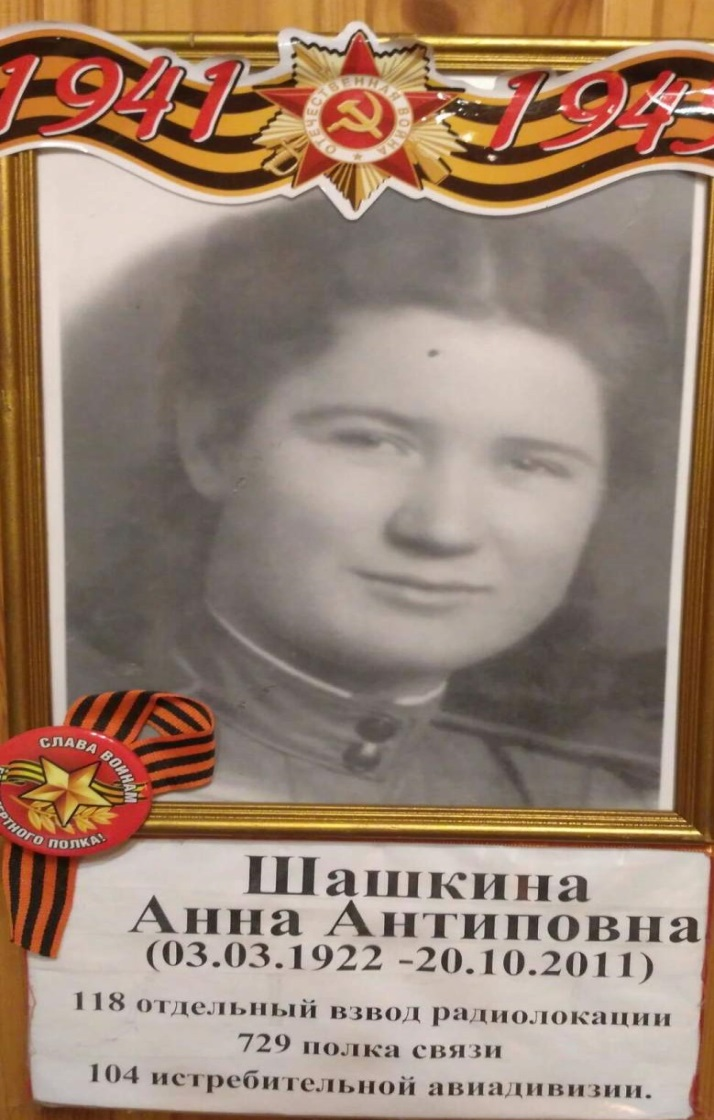 1941
1945
ОТЕЧЕСТВЕННАЯ ВОЙНА
СЛАВА ВОИНАМ
ПОЛКА!
Шашкина
Анна Антиповна
(03.03.1922 -20.10.2011)
118 отдельный взвод радиолокации
729 полка связи
104 истребительной авиадивизии.